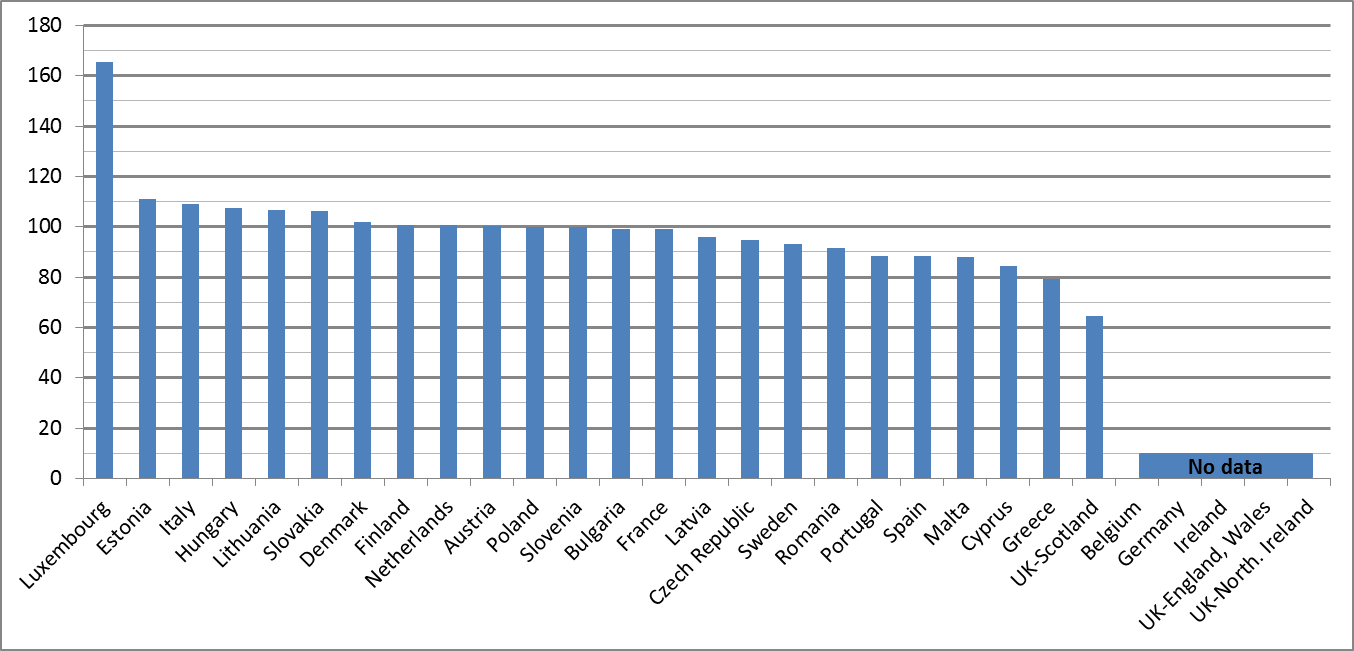 180
160
140
120
100
80
60
40
20
0
No data
Luxembourg
Estonia
Italy
Hungary
Lithuania
Slovakia
Denmark
Finland
Netherlands
Austria
Poland
Slovenia
Bulgaria
France
Latvia
Czech Republic
Sweden
Romania
Portugal
Spain
Malta
Cyprus
Greece
UK-Scotland
Belgium
Germany
Ireland
UK-England, Wales
UK-North. Ireland